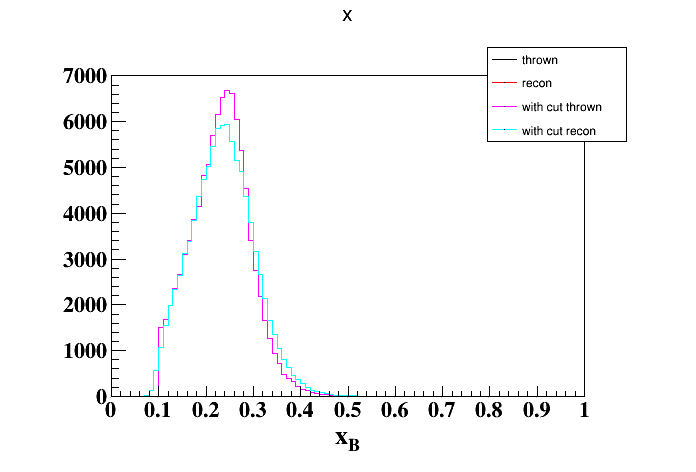 x
thrown
recon
with cut thrown
with cut recon
7000
6000
5000
4000
3000
2000
1000
0
0 0.1 0.2 0.3 0.4 0.5 0.6 0.7 0.8 0.9 1
x_B